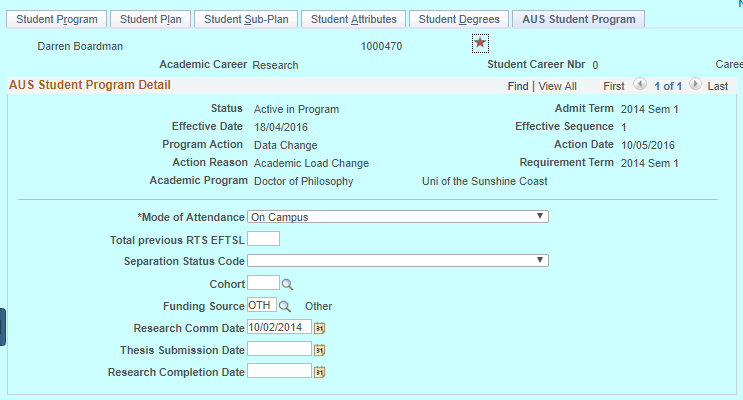 Student Program Student Plan Student Sub-Plan Student Attributes Student Degrees AUS Student Program
Darren Boardman 1000470
Academic Career Research Student Career Nbr 0 Caree
AUS Student Program Detail Find | View All First 1 of 1 Last
Status Active in Program Admit Term 2014 Sem 1
Effective Date 18/04/2016 Effective Sequence 1
Program Action Data Change Action Date 10/05/2016
Action Reason Academic Load Change Requirement Term 2014 Sem 1
Academic Program Doctor of Philosophy Uni of the Sunshine Coast
*Mode of Attendance On Campus
Total previous RTS EFTSL
Separation Status Code
Cohort
Funding Source OTH Other
Research Comm Date 10/02/2014
Thesis Submission Date
Research Completion Date